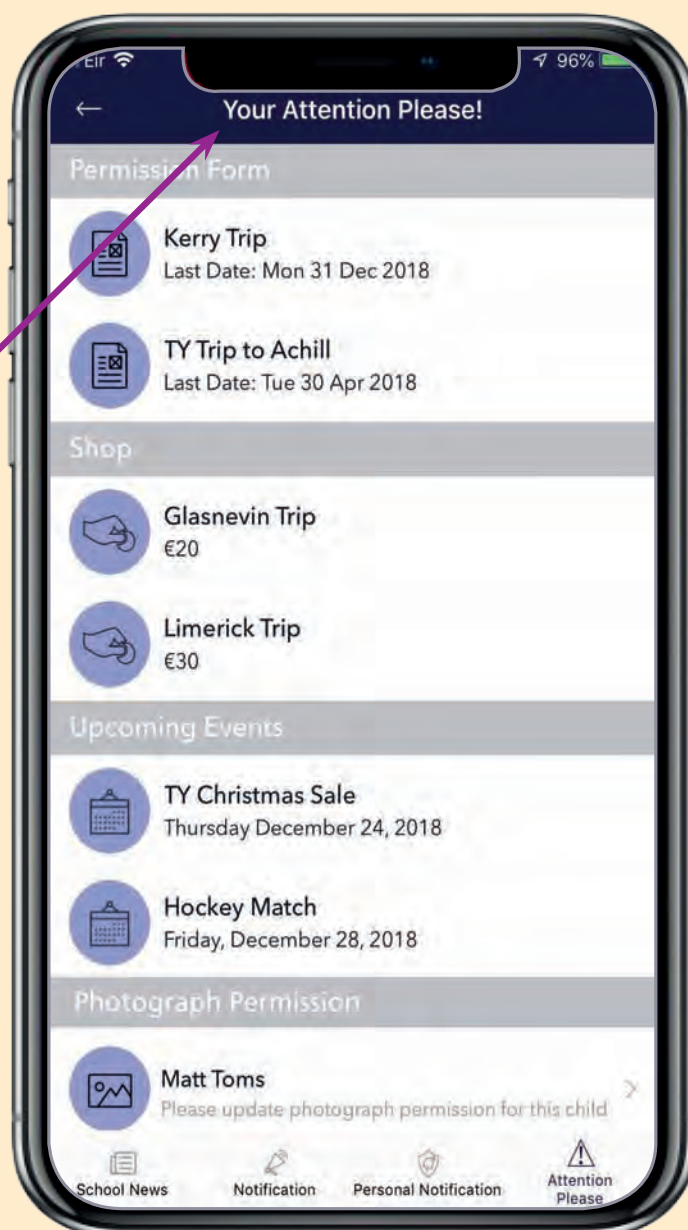 Eir 96%
Your Attention Please!
Permission Form
Kerry Trip
Last Date: Mon 31 Dec 2018
TY Trip to Achill
Last Date: Tue 30 Apr 2018
Shop
Glasnevin Trip
€20
Limerick Trip
€30
Upcoming Events
TY Christmas Sale
Thursday December 24, 2018
Hockey Match
Friday, December 28, 2018
Photograph Permission
Matt Toms
Please update photograph permission for this child
School News Notification Personal Notification Attention
Please